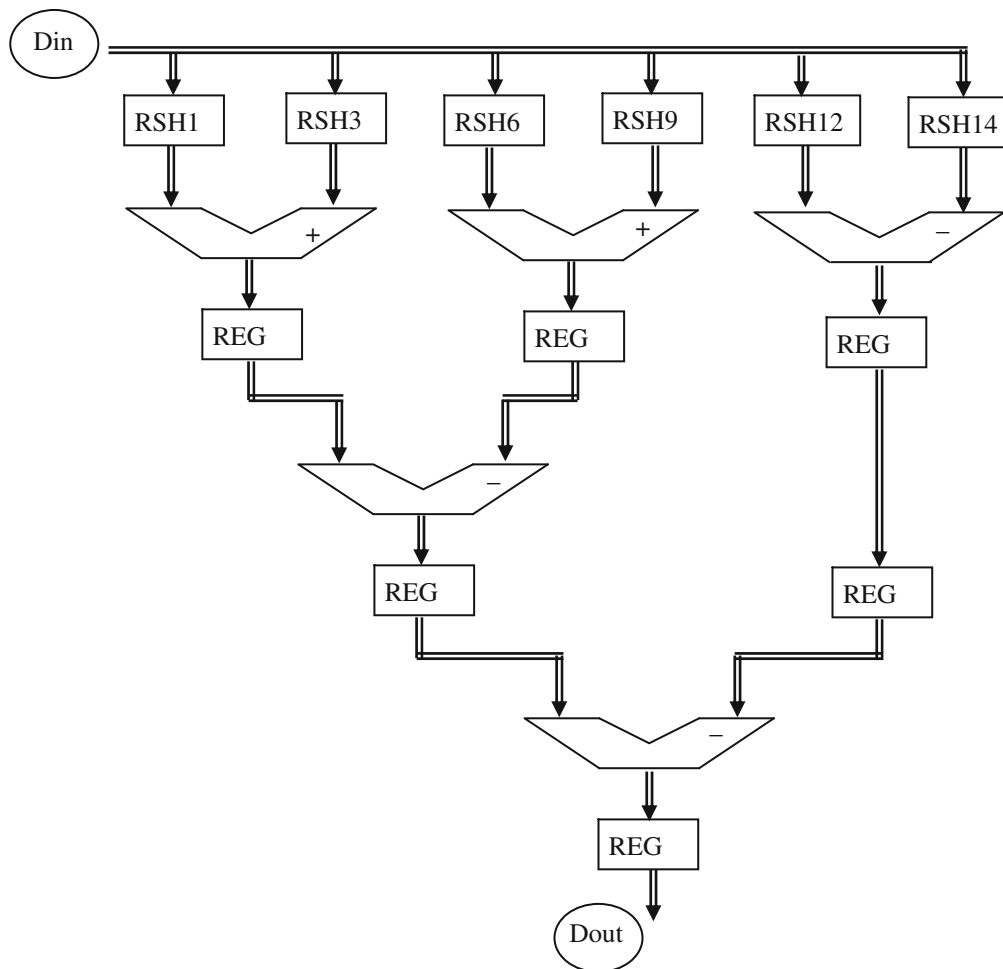 Din
RSH1 RSH3 RSH6 RSH9 RSH12 RSH14
+ + −
REG REG REG
−
REG REG
−
REG
Dout